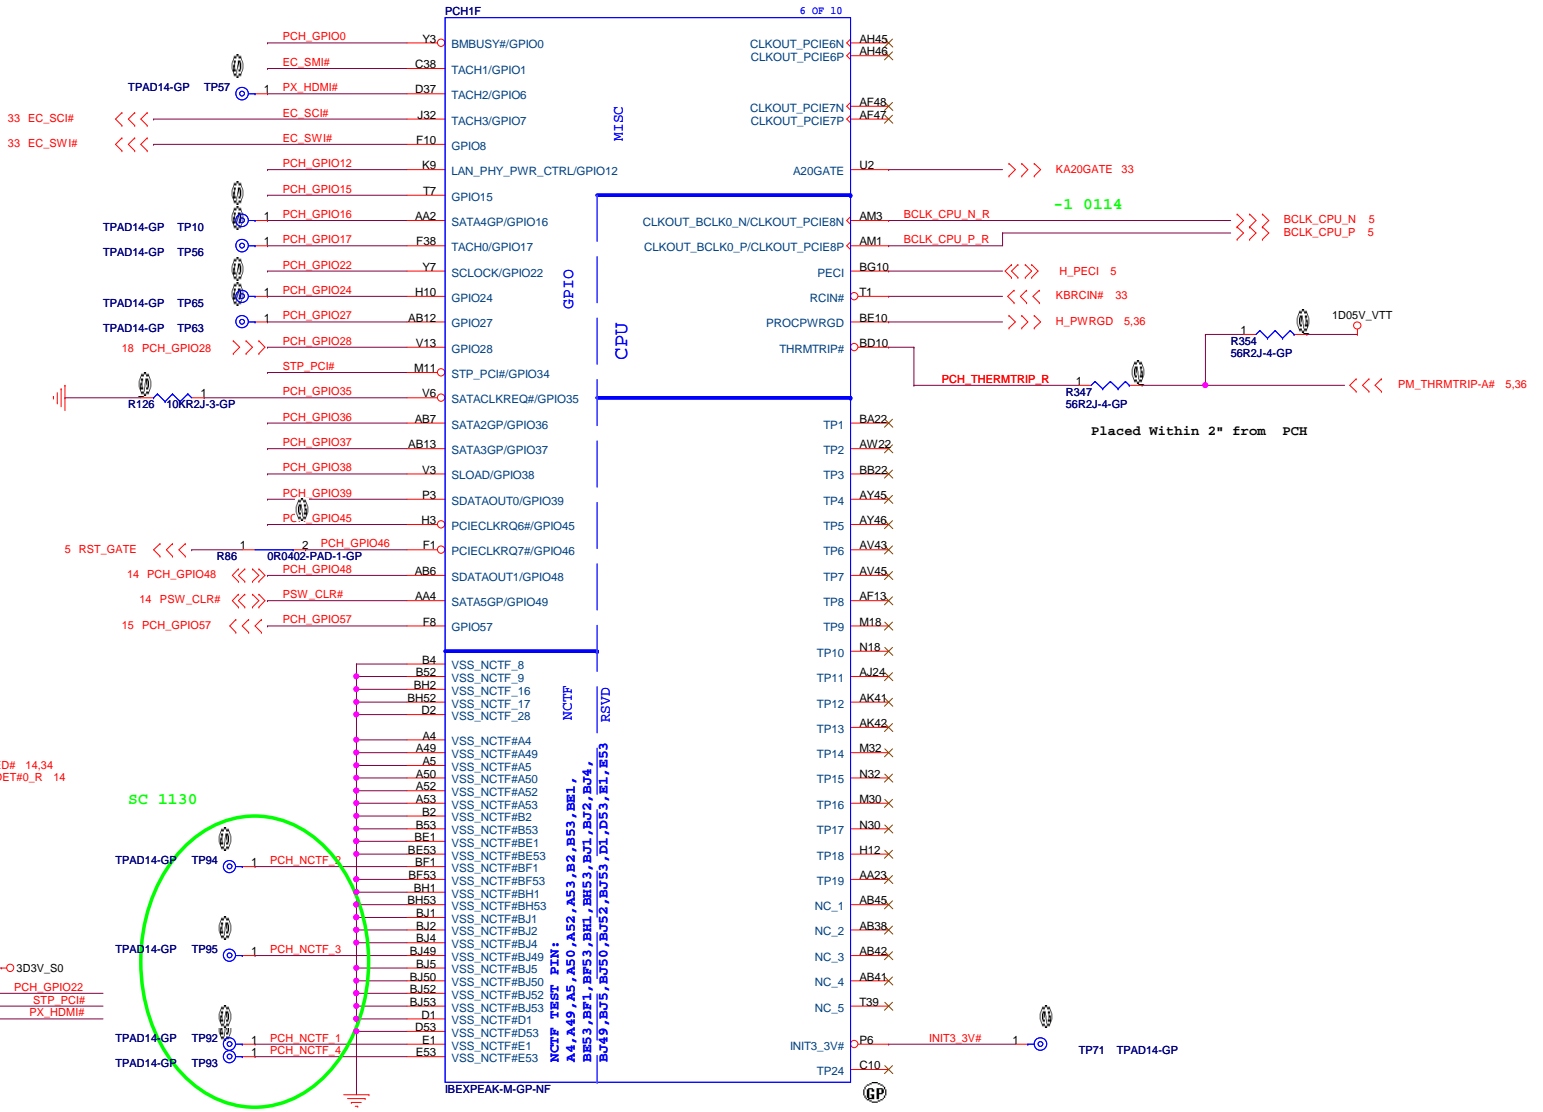 PCH1F
6 OF 10
PCH_GPIO0 Y3 BMBUSY#/GPIO0
EC_SMI# C38 TACH1/GPIO1
TPAD14-GP TP57 1 PX_HDMI# D37 TACH2/GPIO6
33 EC_SCI# EC_SCI# J32 TACH3/GPIO7
33 EC_SWI# EC_SWI# F10 GPIO8
PCH_GPIO12 K9 LAN_PHY_PWR_CTRL/GPIO12
PCH_GPIO15 T7 GPIO15
TPAD14-GP TP10 1 PCH_GPIO16 AA2 SATA4GP/GPIO16
TPAD14-GP TP56 1 PCH_GPIO17 F38 TACH0/GPIO17
PCH_GPIO22 Y7 SCLOCK/GPIO22
TPAD14-GP TP65 1 PCH_GPIO24 H10 GPIO24
TPAD14-GP TP63 1 PCH_GPIO27 AB12 GPIO27
18 PCH_GPIO28 PCH_GPIO28 V13 GPIO28
STP_PCI# M11 STP_PCI#/GPIO34
R126 10KR2J-3-GP 1 PCH_GPIO35 V6 SATACLKREQ#/GPIO35
PCH_GPIO36 AB7 SATA2GP/GPIO36
PCH_GPIO37 AB13 SATA3GP/GPIO37
PCH_GPIO38 V3 SLOAD/GPIO38
PCH_GPIO39 P3 SDATAOUT0/GPIO39
PCH_GPIO45 H3 PCIECLKRQ6#/GPIO45
5 RST_GATE R86 1 2 0R0402-PAD-1-GP PCH_GPIO46 F1 PCIECLKRQ7#/GPIO46
14 PCH_GPIO48 PCH_GPIO48 AB6 SDATAOUT1/GPIO48
14 PSW_CLR# PSW_CLR# AA4 SATA5GP/GPIO49
15 PCH_GPIO57 PCH_GPIO57 F8 GPIO57
B4 VSS_NCTF_8
B52 VSS_NCTF_9
BH2 VSS_NCTF_16
BH52 VSS_NCTF_17
D2 VSS_NCTF_28
A4 VSS_NCTF#A4
A49 VSS_NCTF#A49
A5 VSS_NCTF#A5
A50 VSS_NCTF#A50
A52 VSS_NCTF#A52
A53 VSS_NCTF#A53
B2 VSS_NCTF#B2
B53 VSS_NCTF#B53
BE1 VSS_NCTF#BE1
BE53 VSS_NCTF#BE53
TPAD14-GP TP94 1 PCH_NCTF_2 BF1 VSS_NCTF#BF1
BF53 VSS_NCTF#BF53
BH1 VSS_NCTF#BH1
BH53 VSS_NCTF#BH53
BJ1 VSS_NCTF#BJ1
BJ2 VSS_NCTF#BJ2
BJ4 VSS_NCTF#BJ4
TPAD14-GP TP95 1 PCH_NCTF_3 BJ49 VSS_NCTF#BJ49
BJ5 VSS_NCTF#BJ5
BJ50 VSS_NCTF#BJ50
BJ52 VSS_NCTF#BJ52
BJ53 VSS_NCTF#BJ53
D1 VSS_NCTF#D1
D53 VSS_NCTF#D53
TPAD14-GP TP92 1 PCH_NCTF_1 E1 VSS_NCTF#E1
TPAD14-GP TP93 1 PCH_NCTF_4 E53 VSS_NCTF#E53
IBEXPEAK-M-GP-NF
SC 1130
ED# 14,34
DET#0_R 14
3D3V_S0
PCH_GPIO22
STP_PCI#
PX_HDMI#
MISC
GPIO
CPU
NCTF
RSVD
NCTF TEST PIN:
A4,A49,A5,A50,A52,A53,B2,B53,BE1,
BE53,BF1,BF53,BH1,BH53,BJ1,BJ2,BJ4,
BJ49,BJ5,BJ50,BJ52,BJ53,D1,D53,E1,E53
CLKOUT_PCIE6N AH45
CLKOUT_PCIE6P AH46
CLKOUT_PCIE7N AF48
CLKOUT_PCIE7P AF47
A20GATE U2 KA20GATE 33
-1 0114
CLKOUT_BCLK0_N/CLKOUT_PCIE8N AM3 BCLK_CPU_N_R BCLK_CPU_N 5
CLKOUT_BCLK0_P/CLKOUT_PCIE8P AM1 BCLK_CPU_P_R BCLK_CPU_P 5
PECI BG10 H_PECI 5
RCIN# T1 KBRCIN# 33
PROCPWRGD BE10 H_PWRGD 5,36
THRMTRIP# BD10
1D05V_VTT
1 R354
56R2J-4-GP
PCH_THERMTRIP_R 1 R347
56R2J-4-GP
PM_THRMTRIP-A# 5,36
Placed Within 2" from PCH
TP1 BA22
TP2 AW22
TP3 BB22
TP4 AY45
TP5 AY46
TP6 AV43
TP7 AV45
TP8 AF13
TP9 M18
TP10 N18
TP11 AJ24
TP12 AK41
TP13 AK42
TP14 M32
TP15 N32
TP16 M30
TP17 N30
TP18 H12
TP19 AA23
NC_1 AB45
NC_2 AB38
NC_3 AB42
NC_4 AB41
NC_5 T39
INIT3_3V# P6 INIT3_3V# 1 TP71 TPAD14-GP
TP24 C10
GP